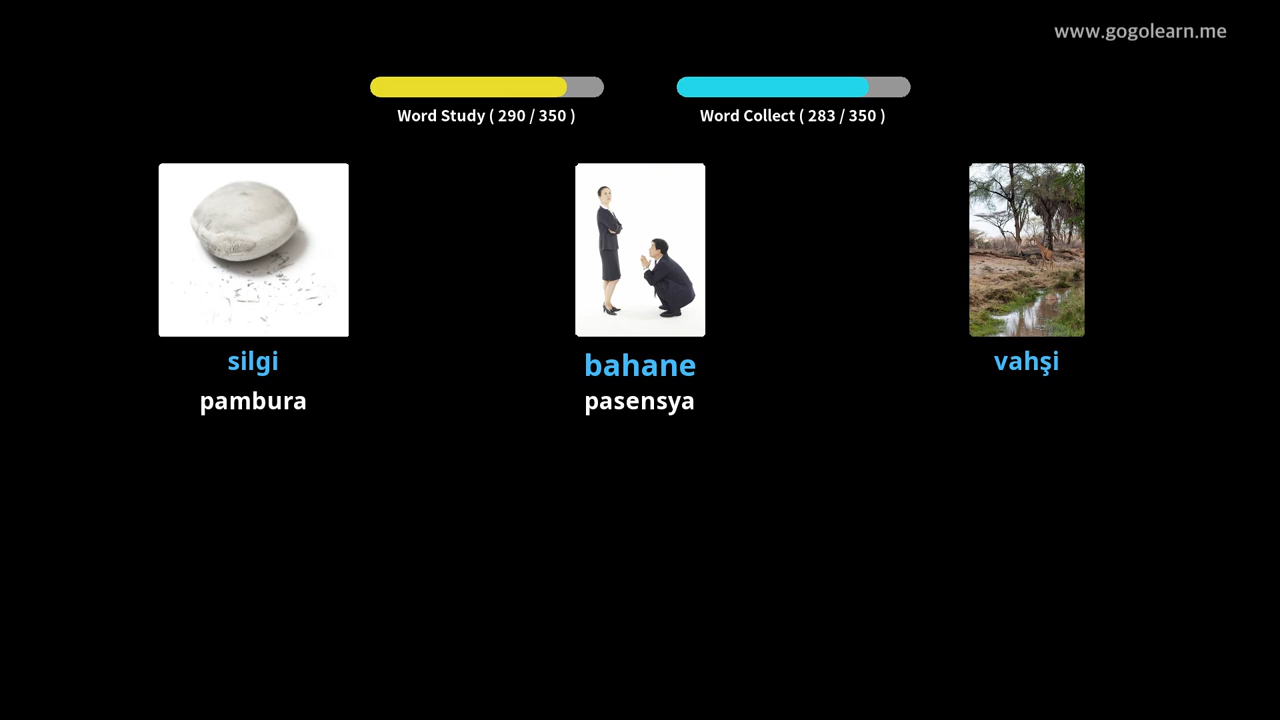 www.gogolearn.me
Word Study ( 290 / 350 )
Word Collect ( 283 / 350 )
silgi
bahane
vahşi
pambura
pasensya